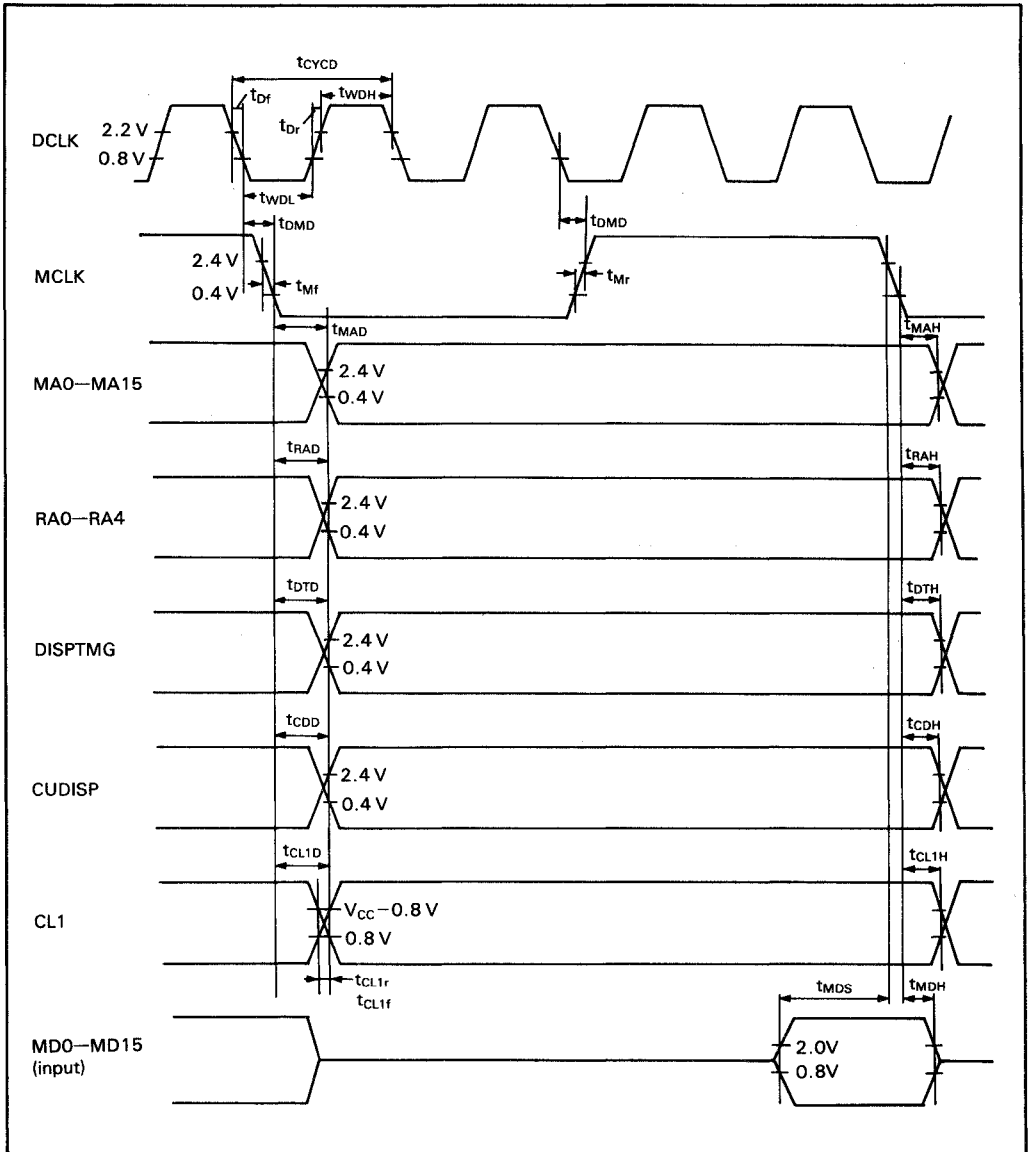 tCYCD
tDf
tWDH
tDr
DCLK
2.2 V
0.8 V
tWDL
tDMD
tDMD
MCLK
2.4 V
0.4 V
tMf
tMr
tMAD
tMAH
MA0—MA15
2.4 V
0.4 V
tRAD
tRAH
RA0—RA4
2.4 V
0.4 V
tDTD
tDTH
DISPTMG
2.4 V
0.4 V
tCDD
tCDH
CUDISP
2.4 V
0.4 V
tCL1D
tCL1H
CL1
VCC−0.8 V
0.8 V
tCL1r
tCL1f
tMDS
tMDH
MD0—MD15
(input)
2.0V
0.8V